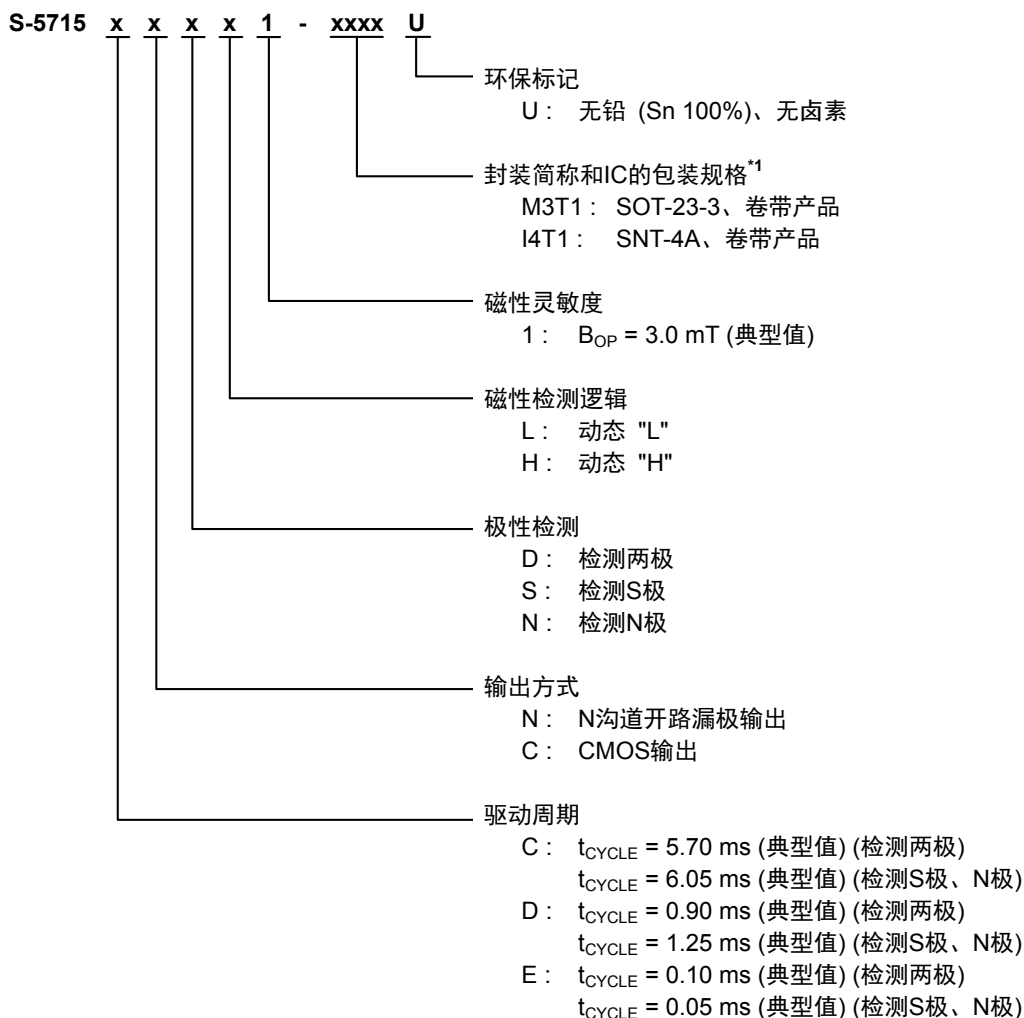 S-5715 x x x x 1 - xxxx U
环保标记
U : 无铅 (Sn 100%)、无卤素
封装简称和IC的包装规格*1
M3T1 : SOT-23-3、卷带产品
I4T1 : SNT-4A、卷带产品
磁性灵敏度
1 : BOP = 3.0 mT (典型值)
磁性检测逻辑
L : 动态 "L"
H : 动态 "H"
极性检测
D : 检测两极
S : 检测S极
N : 检测N极
输出方式
N : N沟道开路漏极输出
C : CMOS输出
驱动周期
C : tCYCLE = 5.70 ms (典型值) (检测两极)
tCYCLE = 6.05 ms (典型值) (检测S极、N极)
D : tCYCLE = 0.90 ms (典型值) (检测两极)
tCYCLE = 1.25 ms (典型值) (检测S极、N极)
E : tCYCLE = 0.10 ms (典型值) (检测两极)
tCYCLE = 0.05 ms (典型值) (检测S极、N极)